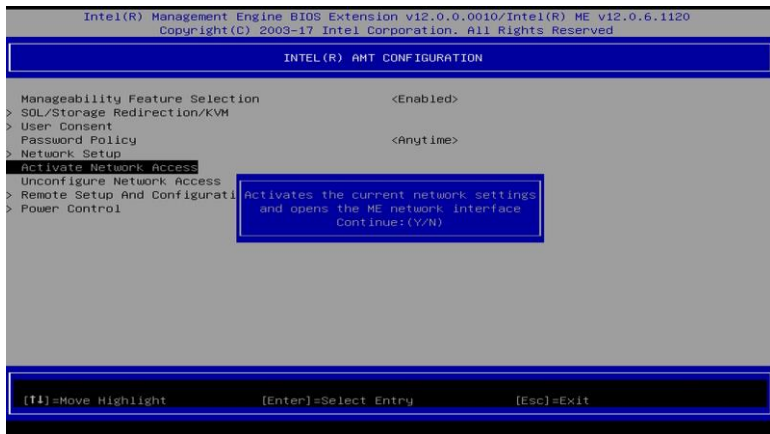 Intel(R) Management Engine BIOS Extension v12.0.0.0010/Intel(R) ME v12.0.6.1120
Copyright(C) 2003-17 Intel Corporation. All Rights Reserved
INTEL(R) AMT CONFIGURATION
Manageability Feature Selection <Enabled>
> SOL/Storage Redirection/KVM
> User Consent
Password Policy <Anytime>
> Network Setup
Activate Network Access
Unconfigure Network Access
> Remote Setup And Configurati
> Power Control
Activates the current network settings
and opens the ME network interface
Continue:(Y/N)
[↑↓]=Move Highlight [Enter]=Select Entry [Esc]=Exit